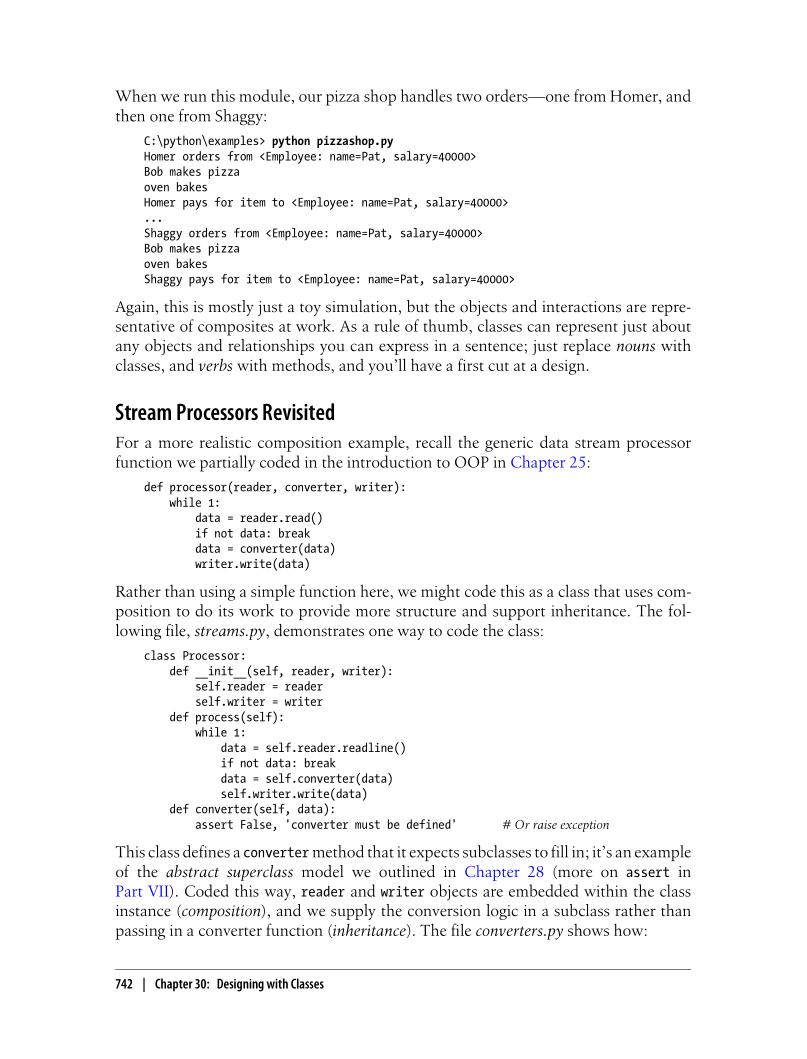 When we run this module, our pizza shop handles two orders—one from Homer, and
then one from Shaggy:
C:\python\examples> python pizzashop.py
Homer orders from <Employee: name=Pat, salary=40000>
Bob makes pizza
oven bakes
Homer pays for item to <Employee: name=Pat, salary=40000>
...
Shaggy orders from <Employee: name=Pat, salary=40000>
Bob makes pizza
oven bakes
Shaggy pays for item to <Employee: name=Pat, salary=40000>
Again, this is mostly just a toy simulation, but the objects and interactions are repre-
sentative of composites at work. As a rule of thumb, classes can represent just about
any objects and relationships you can express in a sentence; just replace nouns with
classes, and verbs with methods, and you'll have a first cut at a design.
Stream Processors Revisited
For a more realistic composition example, recall the generic data stream processor
function we partially coded in the introduction to OOP in Chapter 25:
def processor(reader, converter, writer):
    while 1:
        data = reader.read()
        if not data: break
        data = converter(data)
        writer.write(data)
Rather than using a simple function here, we might code this as a class that uses com-
position to do its work to provide more structure and support inheritance. The fol-
lowing file, streams.py, demonstrates one way to code the class:
class Processor:
    def __init__(self, reader, writer):
        self.reader = reader
        self.writer = writer
    def process(self):
        while 1:
            data = self.reader.readline()
            if not data: break
            data = self.converter(data)
            self.writer.write(data)
    def converter(self, data):
        assert False, 'converter must be defined' # Or raise exception
This class defines a converter method that it expects subclasses to fill in; it's an example
of the abstract superclass model we outlined in Chapter 28 (more on assert in
Part VII). Coded this way, reader and writer objects are embedded within the class
instance (composition), and we supply the conversion logic in a subclass rather than
passing in a converter function (inheritance). The file converters.py shows how:
742 | Chapter 30: Designing with Classes